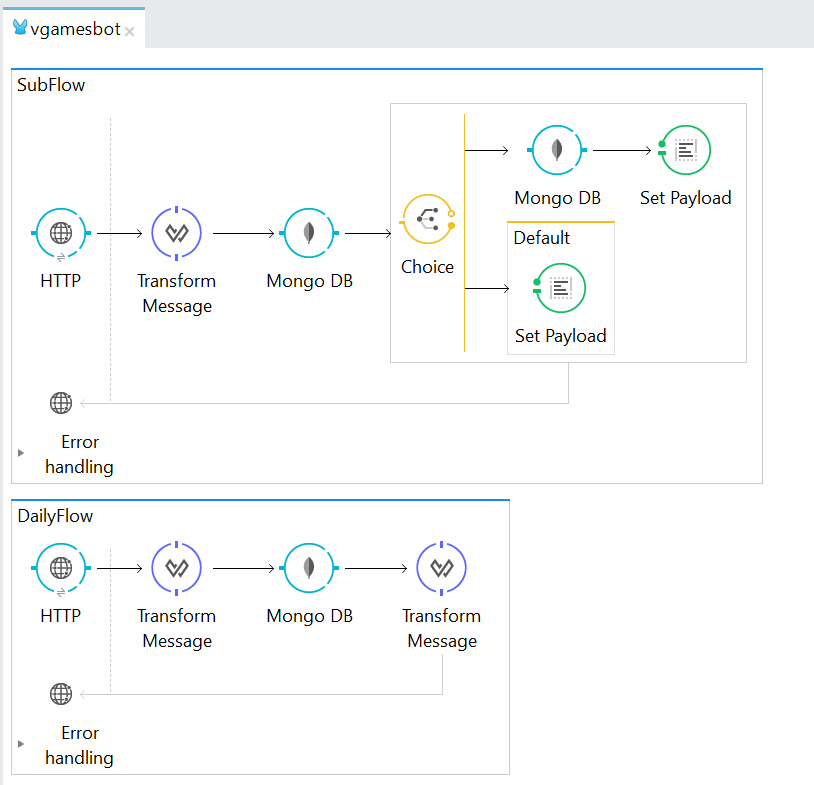 vgamesbot
SubFlow
HTTP
Transform
Message
Mongo DB
Choice
Mongo DB
Set Payload
Default
Set Payload
Error
handling
DailyFlow
HTTP
Transform
Message
Mongo DB
Transform
Message
Error
handling